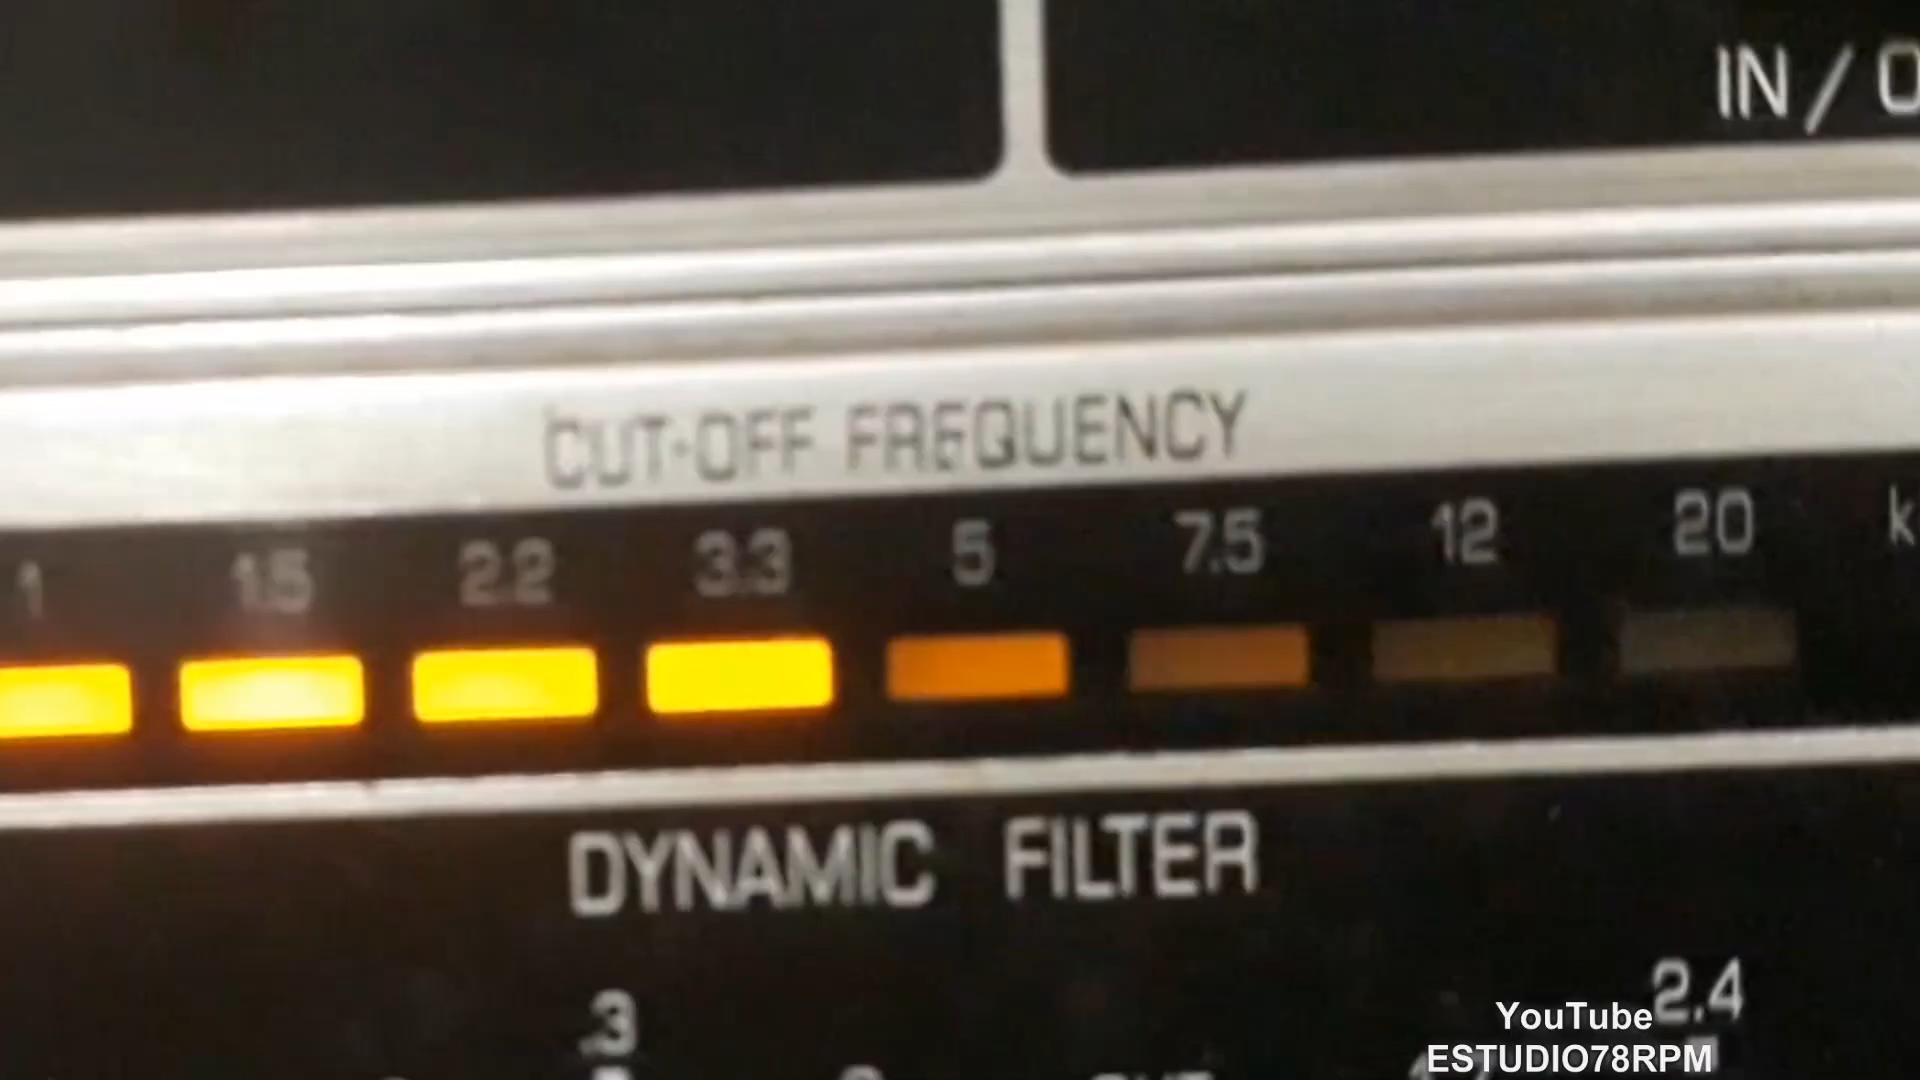 IN / O
CUT-OFF FREQUENCY
1 1.5 2.2 3.3 5 7.5 12 20 k
DYNAMIC FILTER
.3 2.4
YouTube
ESTUDIO78RPM